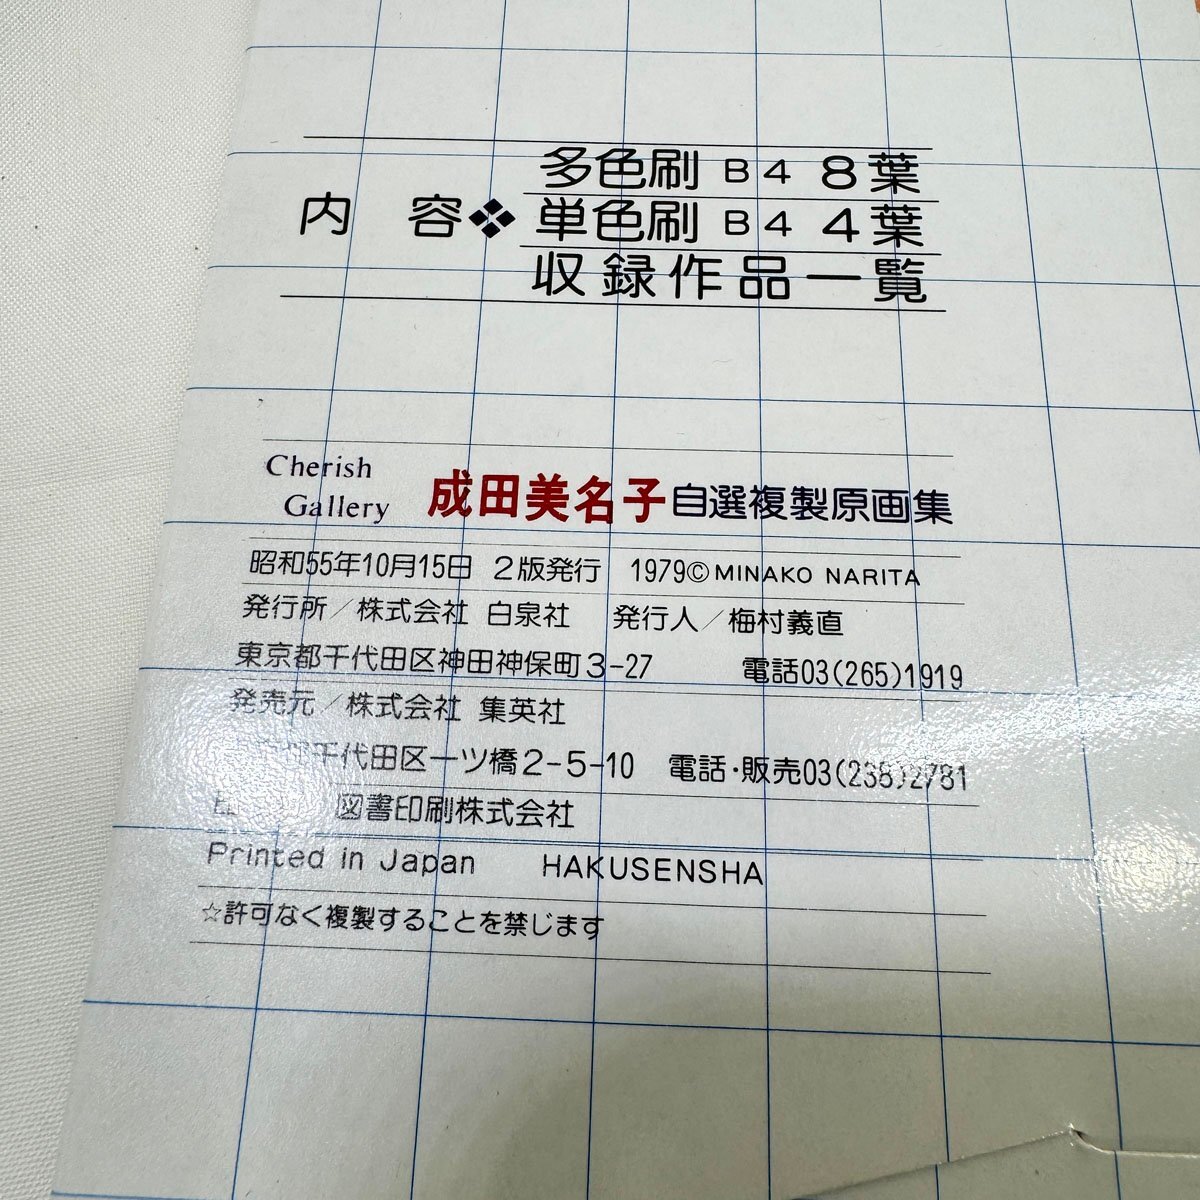 内 容❖
多色刷 B4 8葉
単色刷 B4 4葉
収録作品一覧
Cherish
Gallery
成田美名子自選複製原画集
昭和55年10月15日 2版発行 1979©MINAKO NARITA
発行所/株式会社 白泉社 発行人/梅村義直
東京都千代田区神田神保町3-27 電話03(265)1919
発売元/株式会社 集英社
千代田区一ツ橋2-5-10 電話・販売03(238)2781
図書印刷株式会社
Printed in Japan HAKUSENSHA
☆許可なく複製することを禁じます